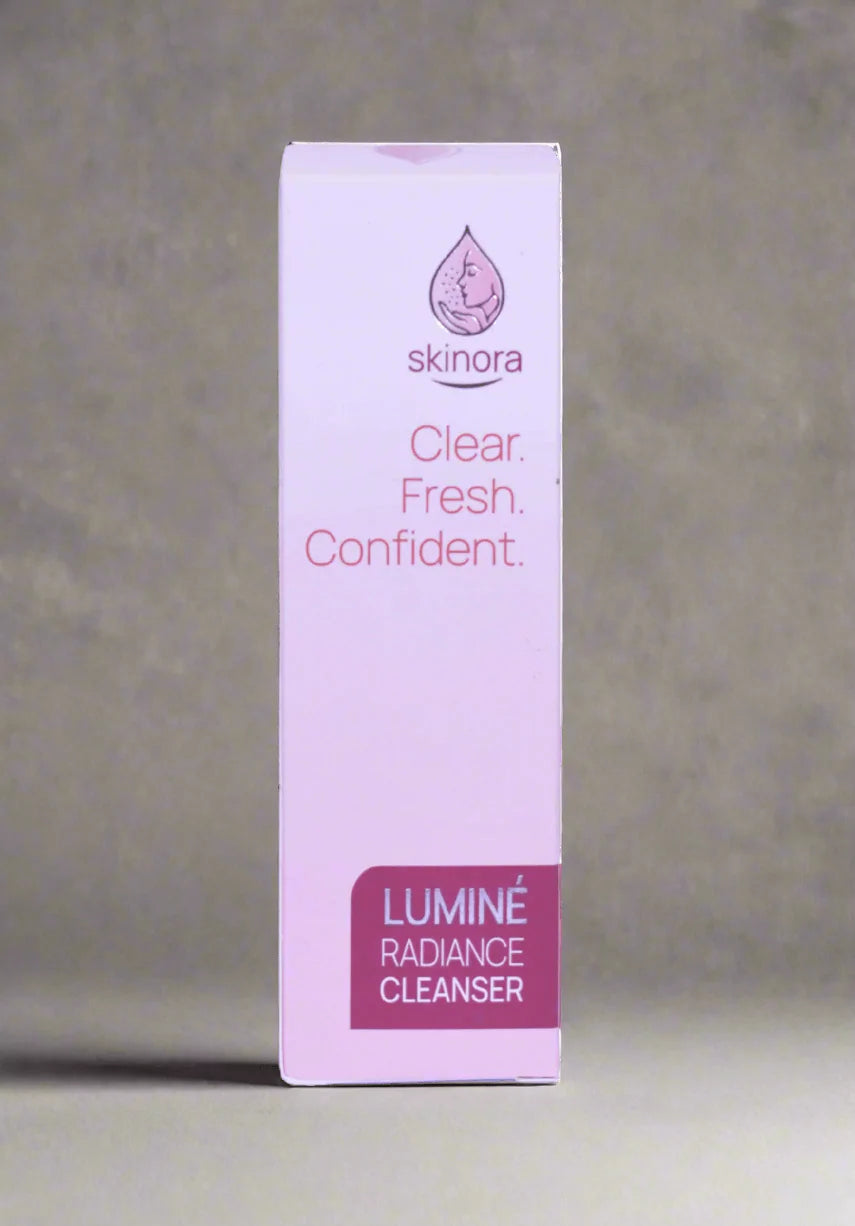 skinora
Clear.
Fresh.
Confident.
LUMINÉ
RADIANCE
CLEANSER